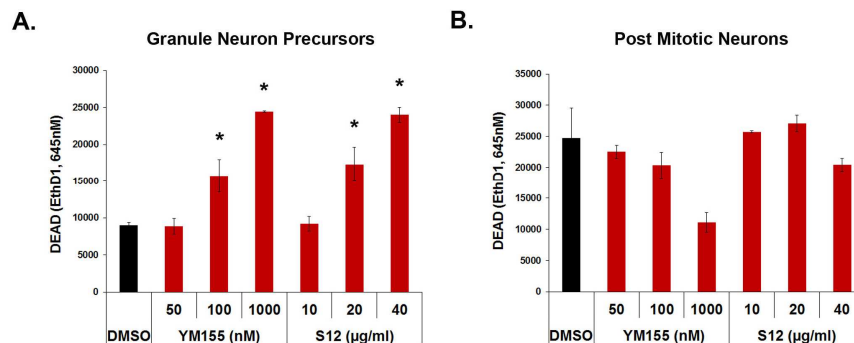 A.
Granule Neuron Precursors
DEAD (EthD1, 645nM)
30000
25000
20000
15000
10000
5000
0
* * * *
50 100 1000 10 20 40
DMSO YM155 (nM) S12 (µg/ml)
B.
Post Mitotic Neurons
DEAD (EthD1, 645nM)
35000
30000
25000
20000
15000
10000
5000
0
50 100 1000 10 20 40
DMSO YM155 (nM) S12 (µg/ml)